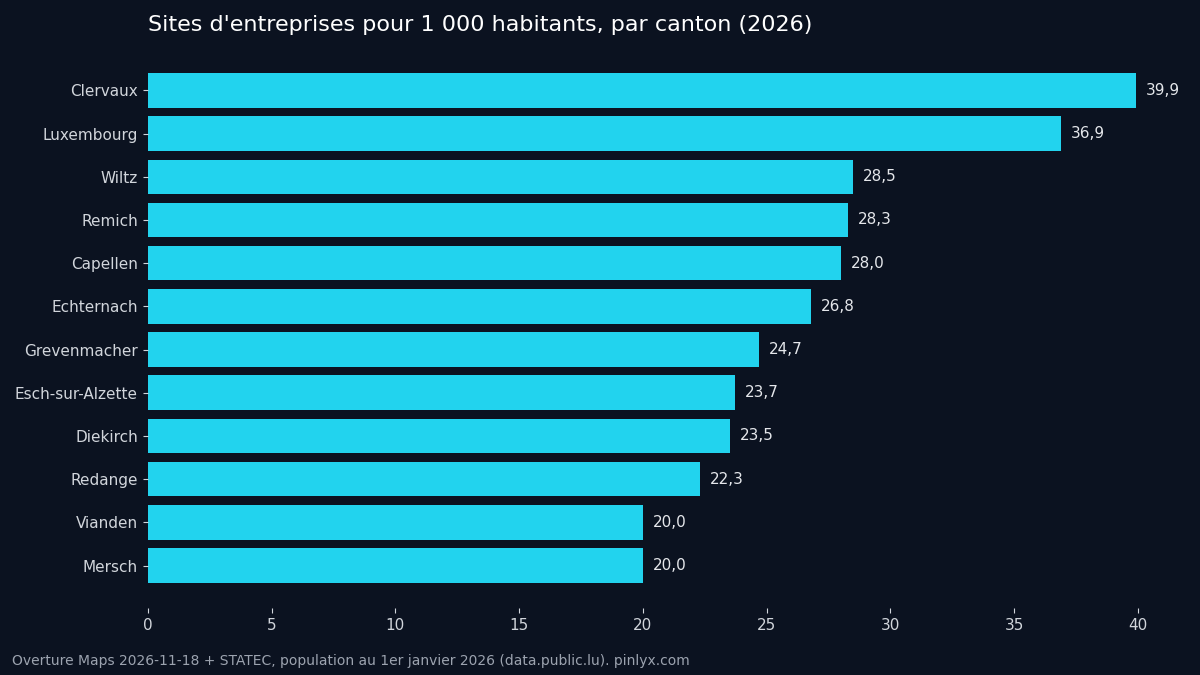 Sites d'entreprises pour 1 000 habitants, par canton (2026)
Clervaux 39,9
Luxembourg 36,9
Wiltz 28,5
Remich 28,3
Capellen 28,0
Echternach 26,8
Grevenmacher 24,7
Esch-sur-Alzette 23,7
Diekirch 23,5
Redange 22,3
Vianden 20,0
Mersch 20,0
0 5 10 15 20 25 30 35 40
Overture Maps 2026-11-18 + STATEC, population au 1er janvier 2026 (data.public.lu). pinlyx.com